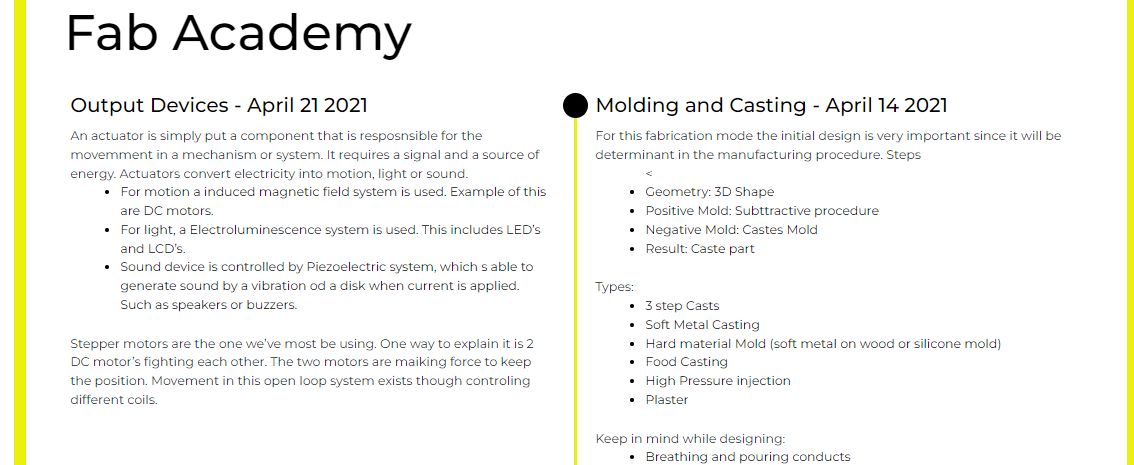 Fab Academy
Output Devices - April 21 2021
An actuator is simply put a component that is resposnsible for the
movemment in a mechanism or system. It requires a signal and a source of
energy. Actuators convert electricity into motion, light or sound.
• For motion a induced magnetic field system is used. Example of this
are DC motors.
• For light, a Electroluminescence system is used. This includes LED's
and LCD's.
• Sound device is controlled by Piezoelectric system, which s able to
generate sound by a vibration od a disk when current is applied.
Such as speakers or buzzers.
Stepper motors are the one we've most be using. One way to explain it is 2
DC motor's fighting each other. The two motors are maiking force to keep
the position. Movement in this open loop system exists though controling
different coils.
Molding and Casting - April 14 2021
For this fabrication mode the initial design is very important since it will be
determinant in the manufacturing procedure. Steps
<
• Geometry: 3D Shape
• Positive Mold: Subttractive procedure
• Negative Mold: Castes Mold
• Result: Caste part
Types:
• 3 step Casts
• Soft Metal Casting
• Hard material Mold (soft metal on wood or silicone mold)
• Food Casting
• High Pressure injection
• Plaster
Keep in mind while designing:
• Breathing and pouring conducts